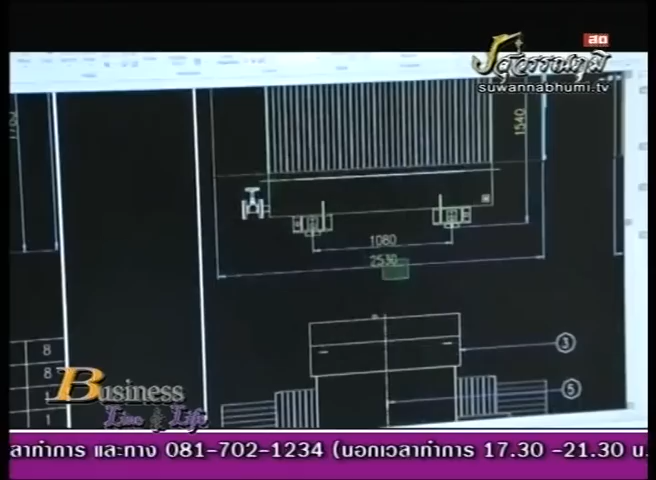 สด
สุวรรณภูมิ
suwannabhumi.tv
1540
1080
2530
3
5
8
8
1
Business
Live & Life
ลาทำการ และทาง 081-702-1234 (นอกเวลาทำการ 17.30 -21.30 น.